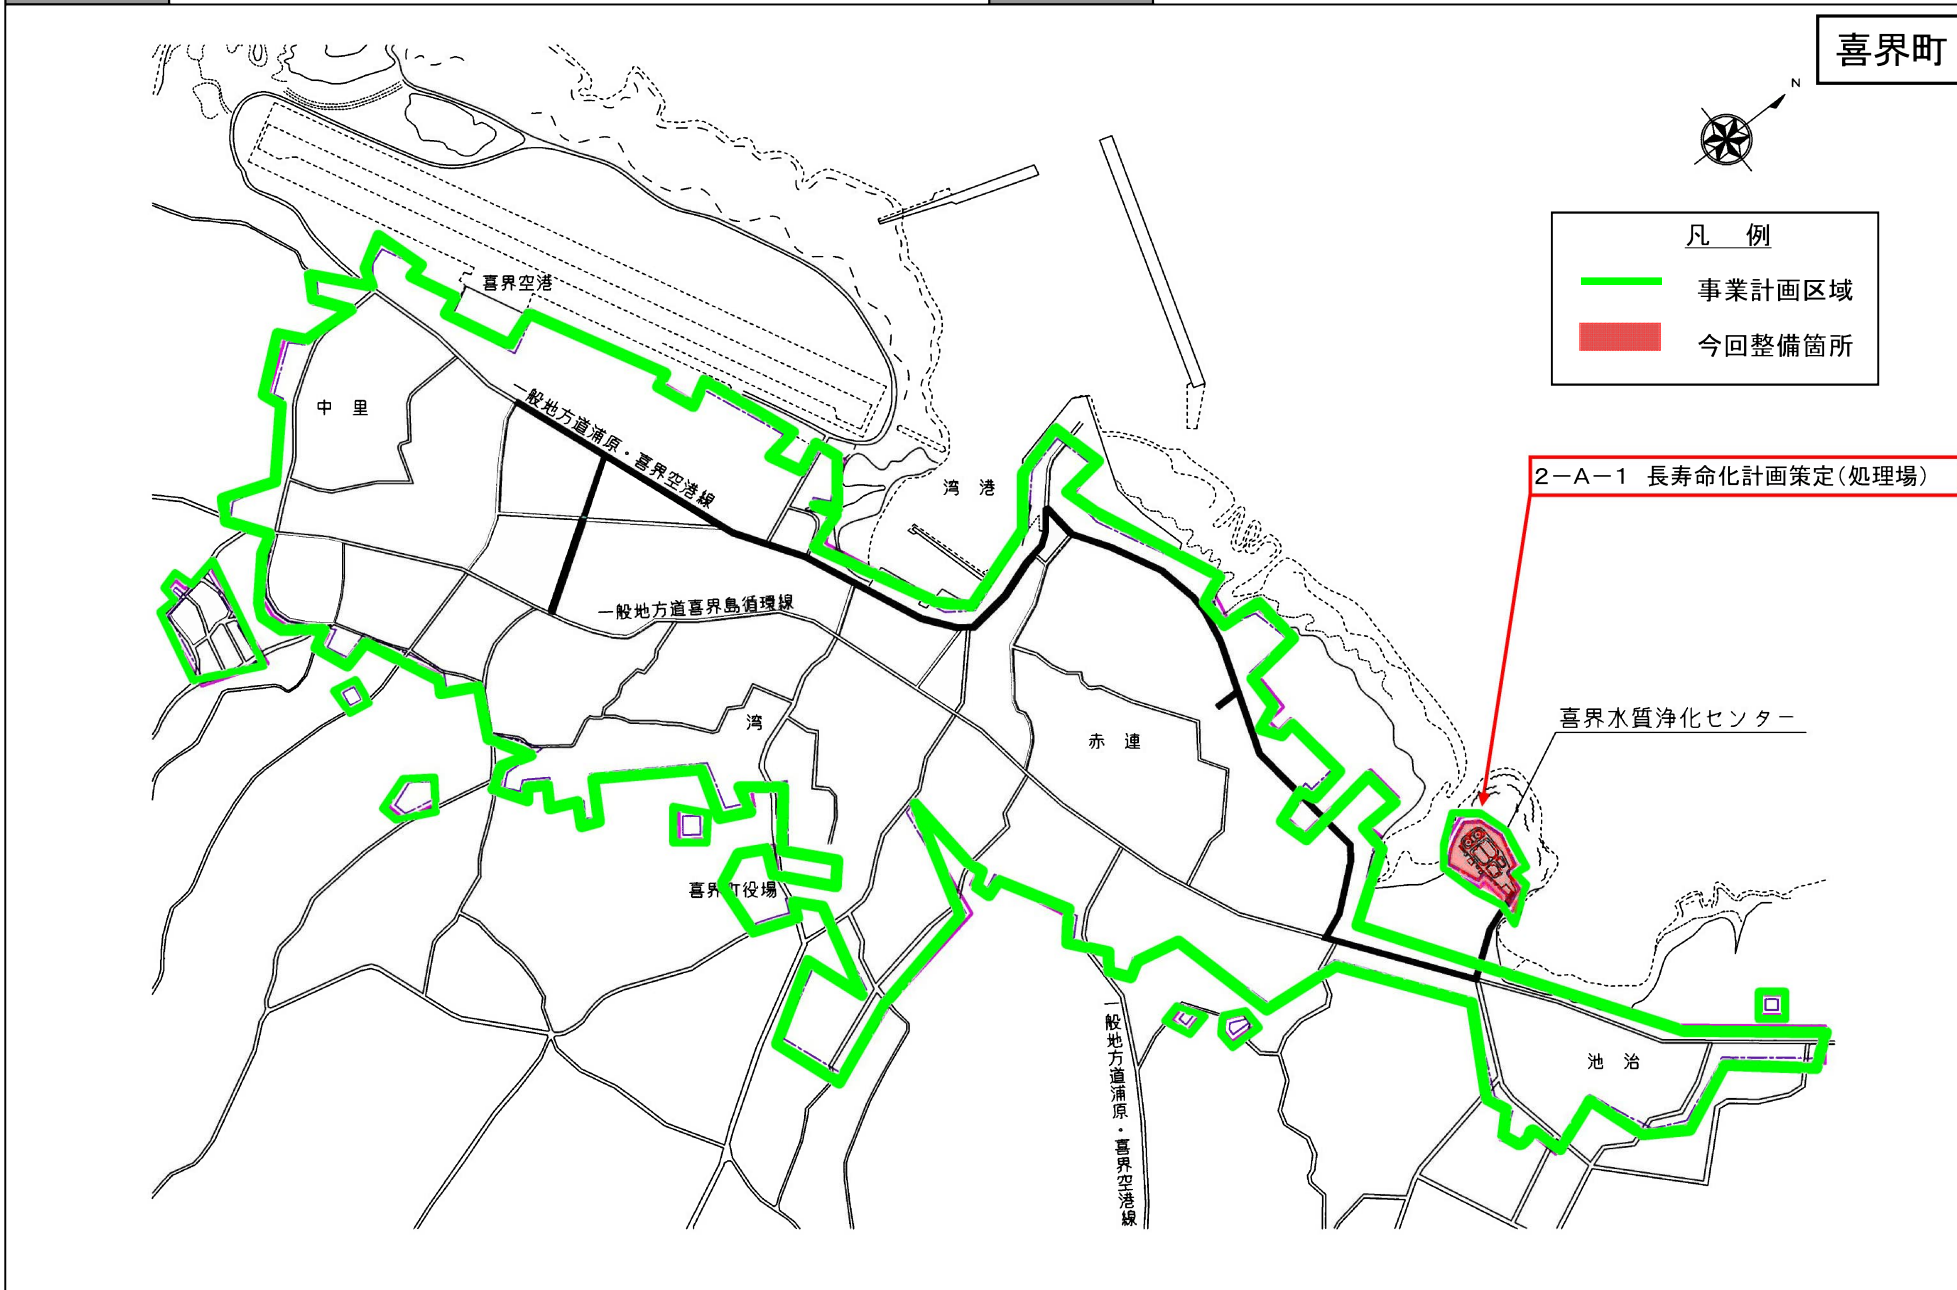 喜界町
N
凡 例
事業計画区域
今回整備箇所
喜界空港
中 里
一般地方道浦原・喜界空港線
湾 港
2-A-1 長寿命化計画策定(処理場)
一般地方道喜界島循環線
喜界水質浄化センター
湾
赤 連
喜界町役場
一般地方道浦原・喜界空港線
池 治